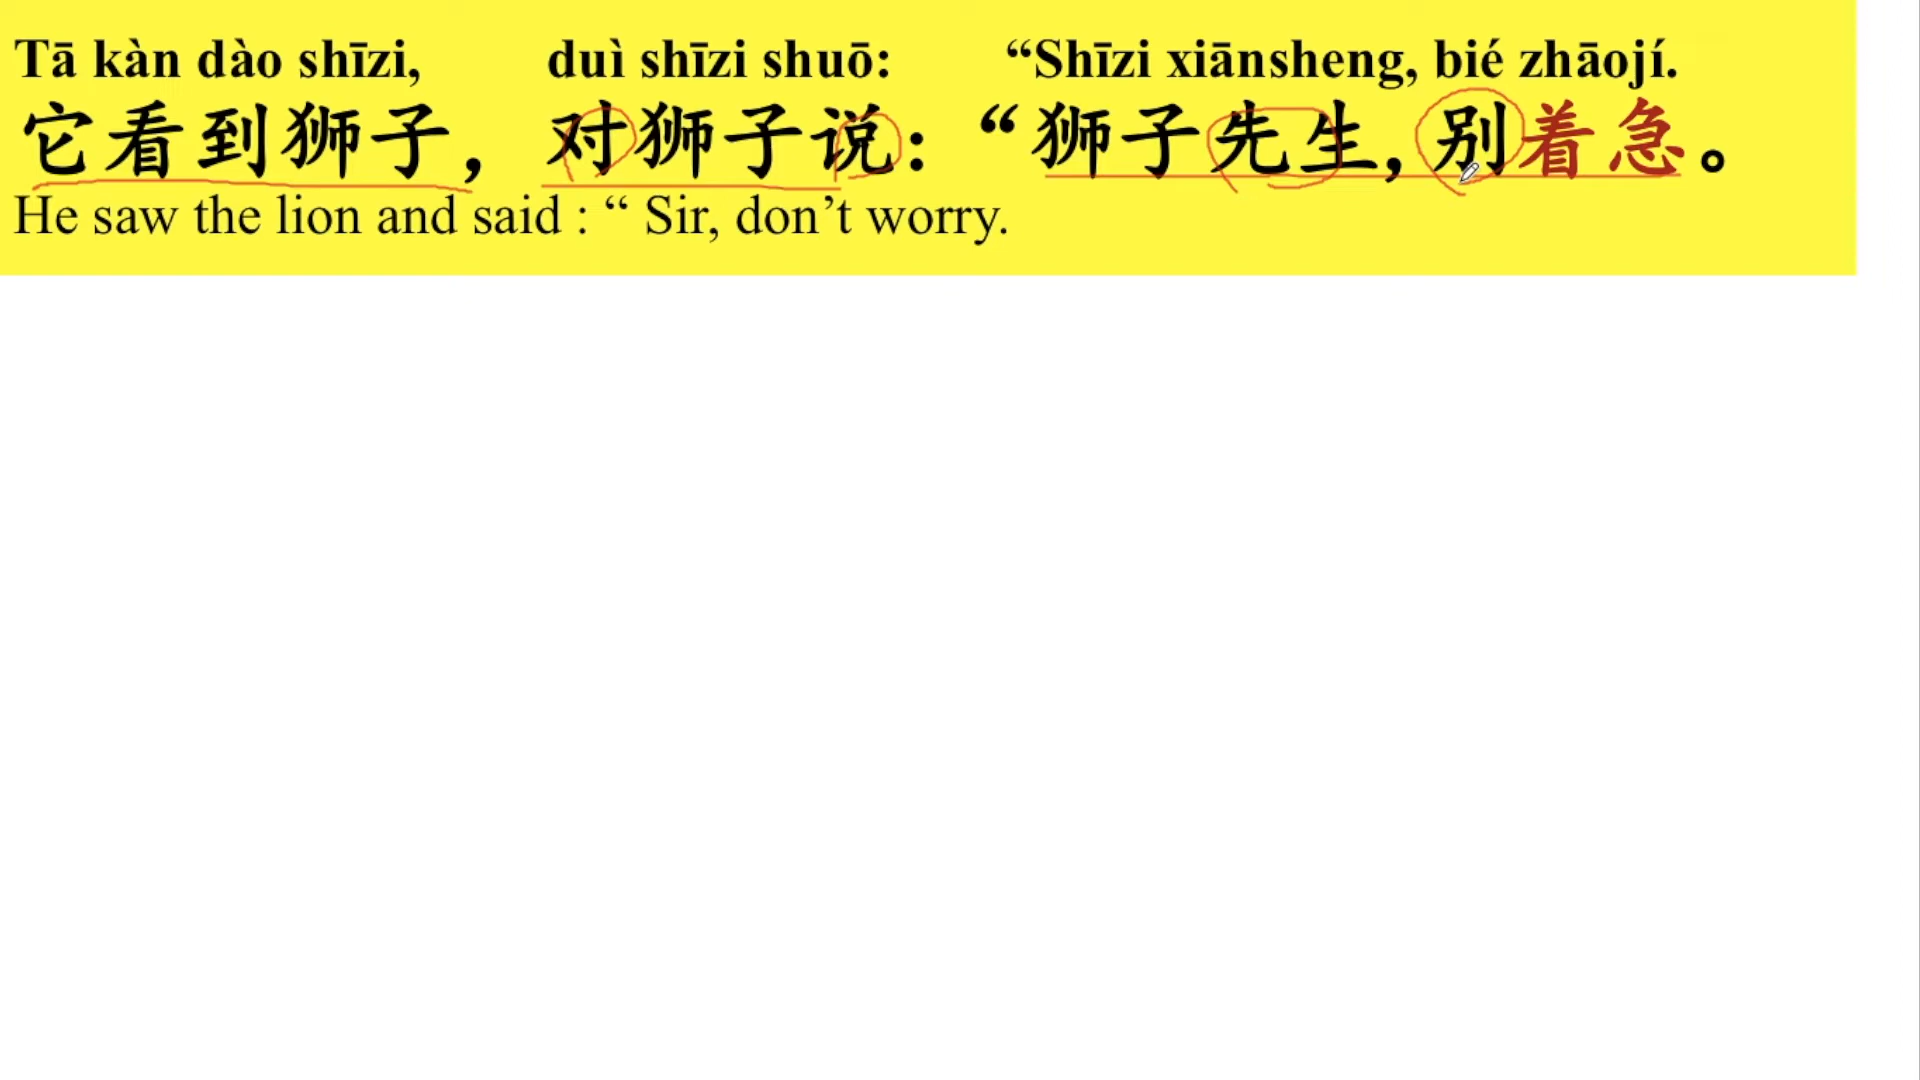 Tā kàn dào shīzi, duì shīzi shuō: “Shīzi xiānsheng, bié zhāojí.
它看到狮子，对狮子说：“狮子先生，别着急。
He saw the lion and said : “ Sir, don’t worry.